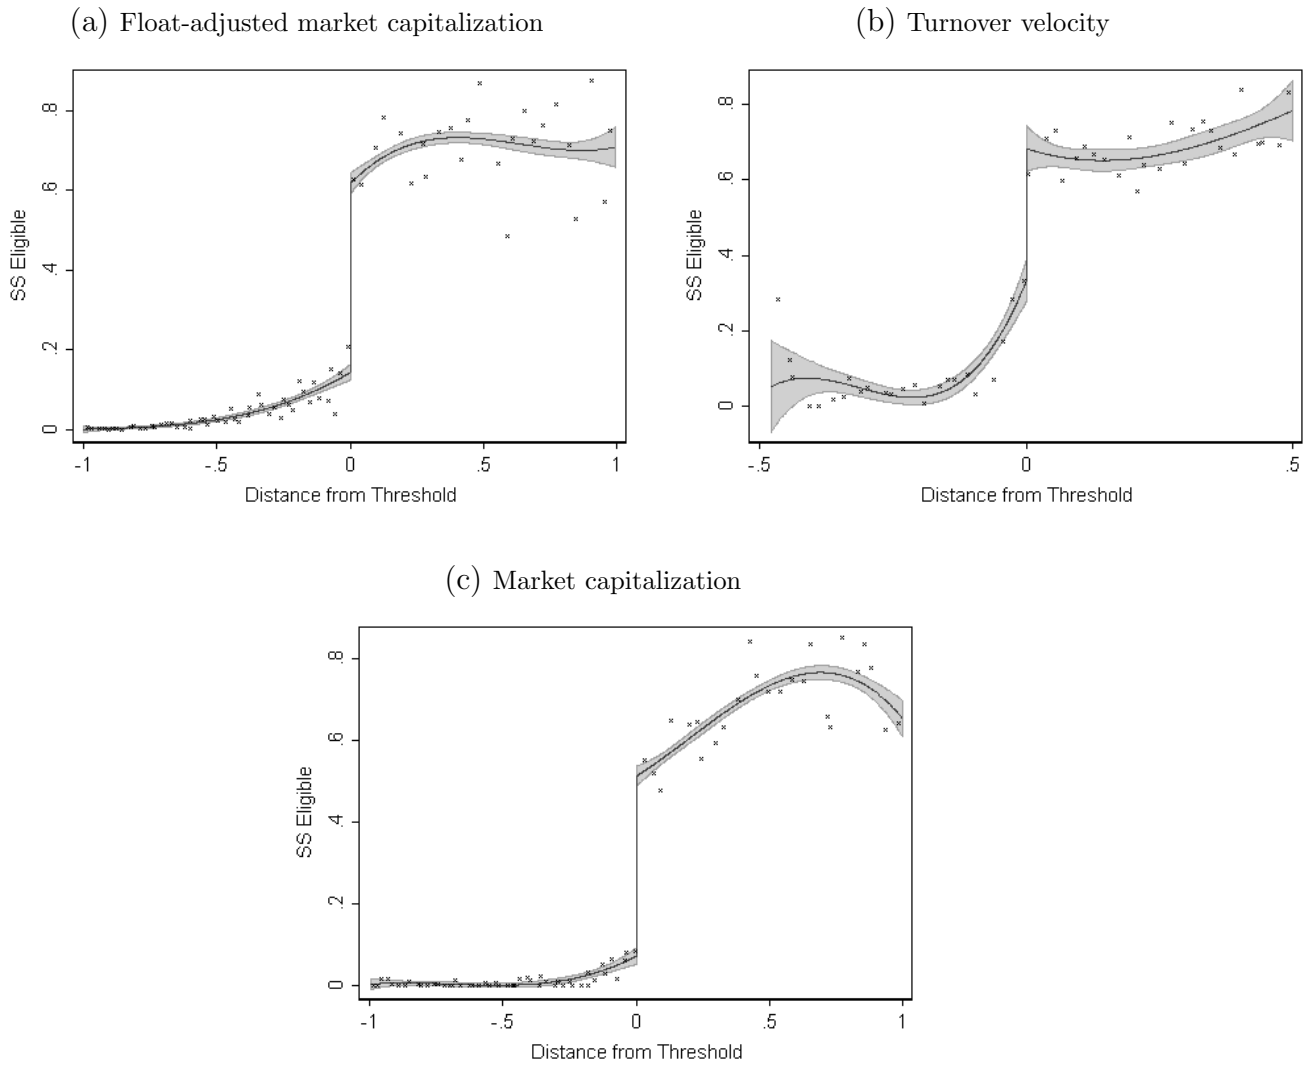 (a) Float-adjusted market capitalization
SS Eligible
0 .2 .4 .6 .8
-1 -.5 0 .5 1
Distance from Threshold
(b) Turnover velocity
SS Eligible
0 .2 .4 .6 .8
-.5 0 .5
Distance from Threshold
(c) Market capitalization
SS Eligible
0 .2 .4 .6 .8
-1 -.5 0 .5 1
Distance from Threshold